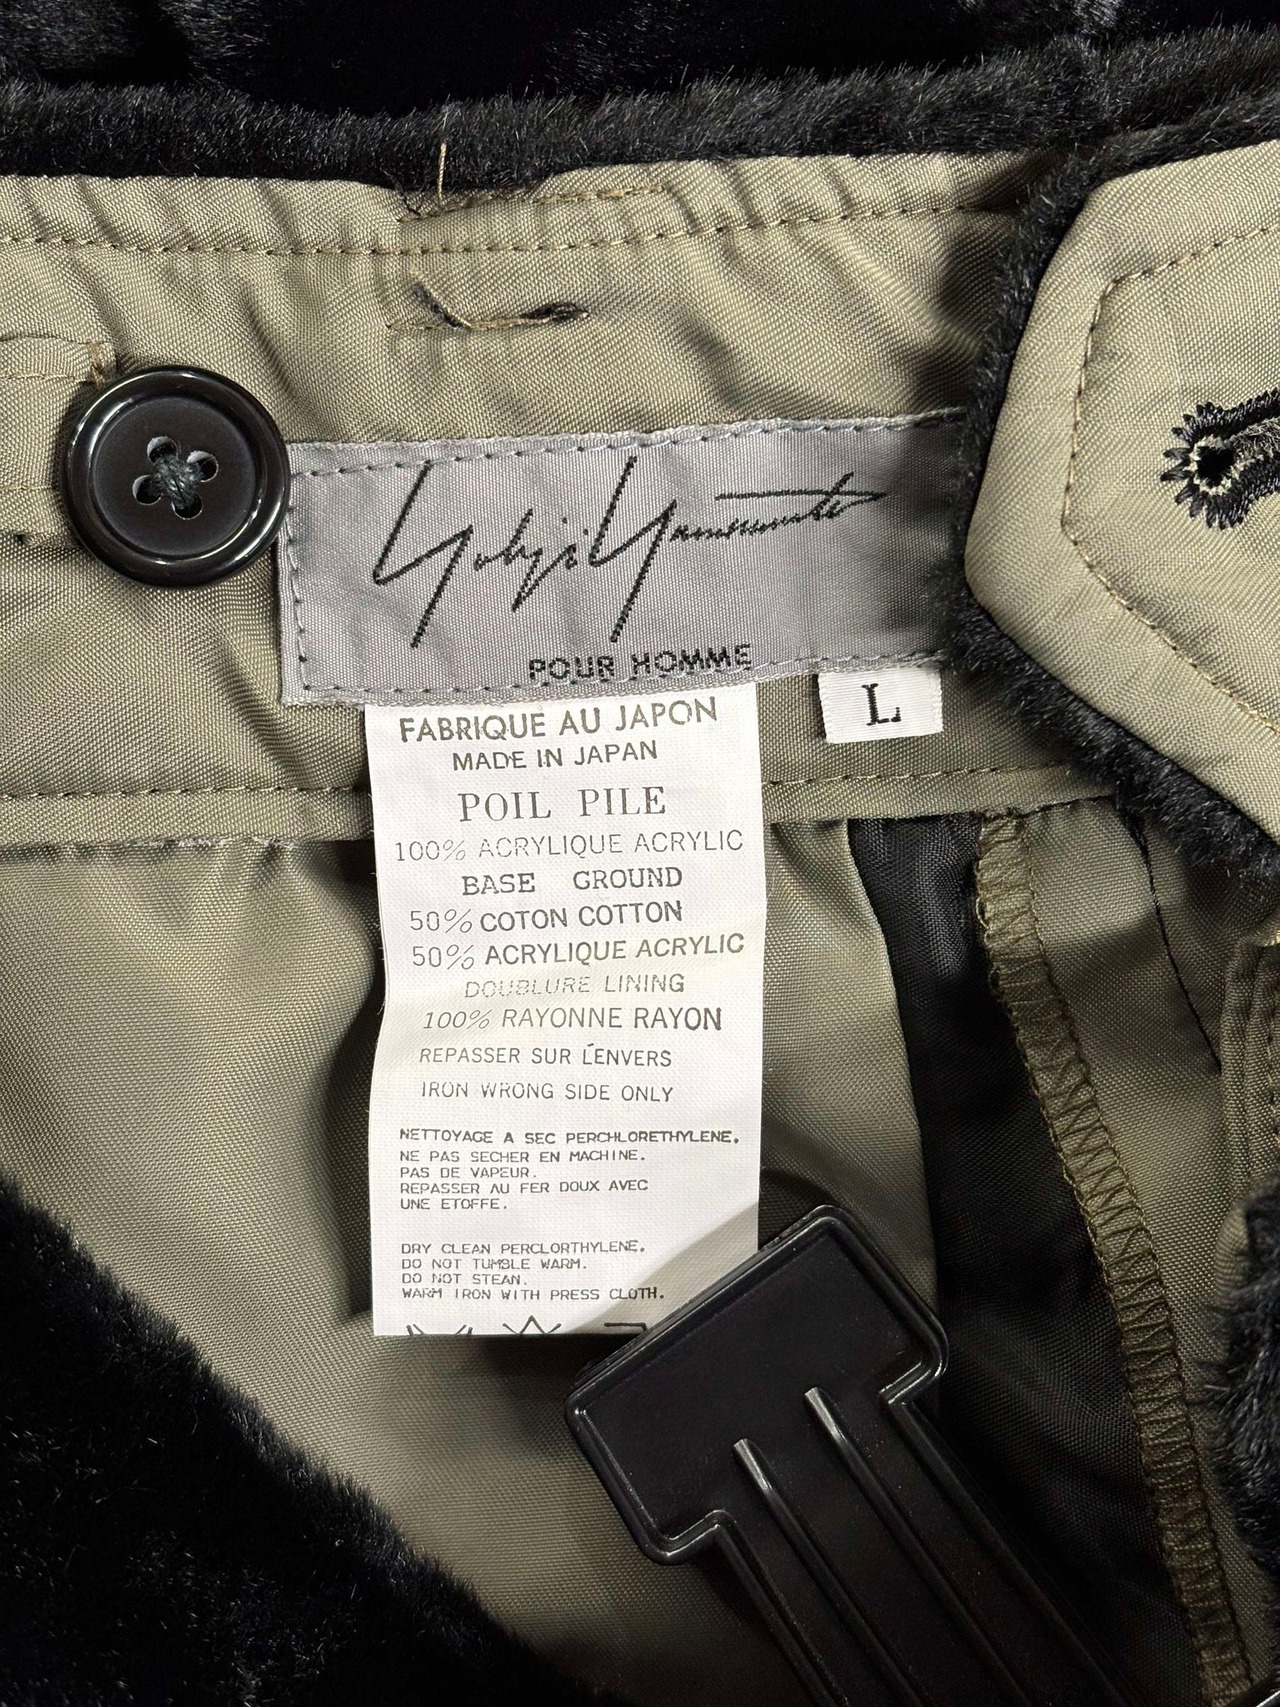 Yohji Yamamoto
POUR HOMME
L
FABRIQUE AU JAPON
MADE IN JAPAN
POIL PILE
100% ACRYLIQUE ACRYLIC
BASE GROUND
50% COTON COTTON
50% ACRYLIQUE ACRYLIC
DOUBLURE LINING
100% RAYONNE RAYON
REPASSER SUR L'ENVERS
IRON WRONG SIDE ONLY
NETTOYAGE A SEC PERCHLORETHYLENE.
NE PAS SECHER EN MACHINE.
PAS DE VAPEUR.
REPASSER AU FER DOUX AVEC
UNE ETOFFE.
DRY CLEAN PERCLORTHYLENE.
DO NOT TUMBLE WARM.
DO NOT STEAN.
WARM IRON WITH PRESS CLOTH.